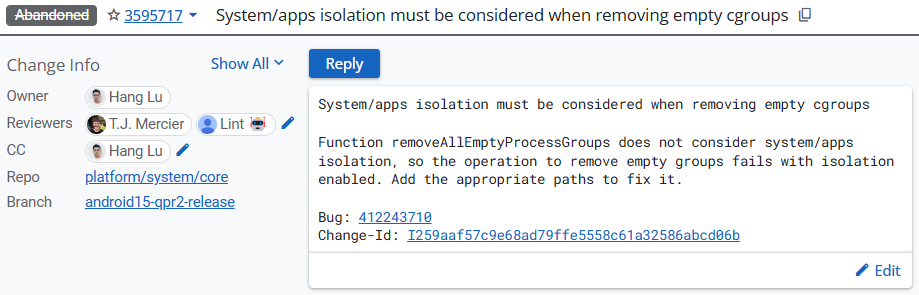 Abandoned 3595717 System/apps isolation must be considered when removing empty cgroups
Change Info Show All
Owner Hang Lu
Reviewers T.J. Mercier Lint
CC Hang Lu
Repo platform/system/core
Branch android15-qpr2-release
Reply
System/apps isolation must be considered when removing empty cgroups
Function removeAllEmptyProcessGroups does not consider system/apps
isolation, so the operation to remove empty groups fails with isolation
enabled. Add the appropriate paths to fix it.
Bug: 412243710
Change-Id: I259aaf57c9e68ad79ffe5558c61a32586abcd06b
Edit